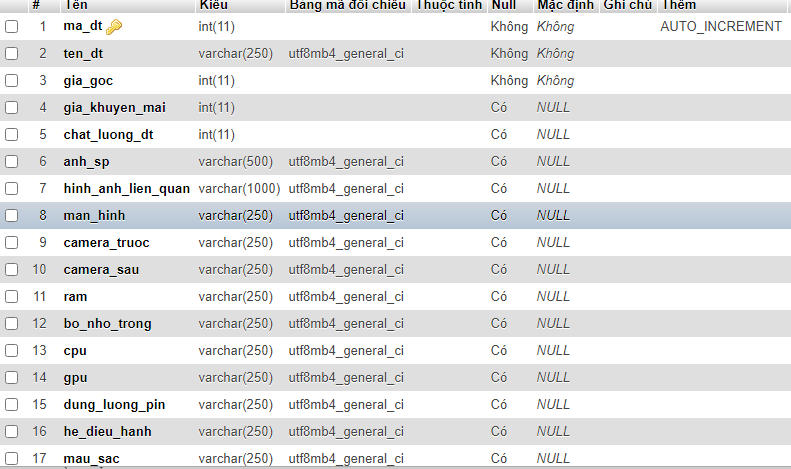 # Tên Kiểu Bảng mã đối chiếu Thuộc tính Null Mặc định Ghi chú Thêm
1 ma_dt int(11) Không Không AUTO_INCREMENT
2 ten_dt varchar(250) utf8mb4_general_ci Không Không
3 gia_goc int(11) Không Không
4 gia_khuyen_mai int(11) Có NULL
5 chat_luong_dt int(11) Có NULL
6 anh_sp varchar(500) utf8mb4_general_ci Có NULL
7 hinh_anh_lien_quan varchar(1000) utf8mb4_general_ci Có NULL
8 man_hinh varchar(250) utf8mb4_general_ci Có NULL
9 camera_truoc varchar(250) utf8mb4_general_ci Có NULL
10 camera_sau varchar(250) utf8mb4_general_ci Có NULL
11 ram varchar(250) utf8mb4_general_ci Có NULL
12 bo_nho_trong varchar(250) utf8mb4_general_ci Có NULL
13 cpu varchar(250) utf8mb4_general_ci Có NULL
14 gpu varchar(250) utf8mb4_general_ci Có NULL
15 dung_luong_pin varchar(250) utf8mb4_general_ci Có NULL
16 he_dieu_hanh varchar(250) utf8mb4_general_ci Có NULL
17 mau_sac varchar(250) utf8mb4_general_ci Có NULL